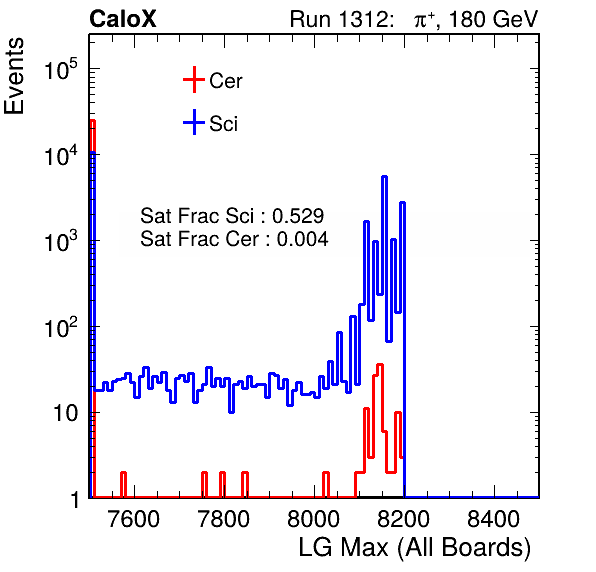 CaloX Run 1312: π⁺, 180 GeV
Events
Cer
Sci
Sat Frac Sci : 0.529
Sat Frac Cer : 0.004
10⁵
10⁴
10³
10²
10
1
7600 7800 8000 8200 8400
LG Max (All Boards)